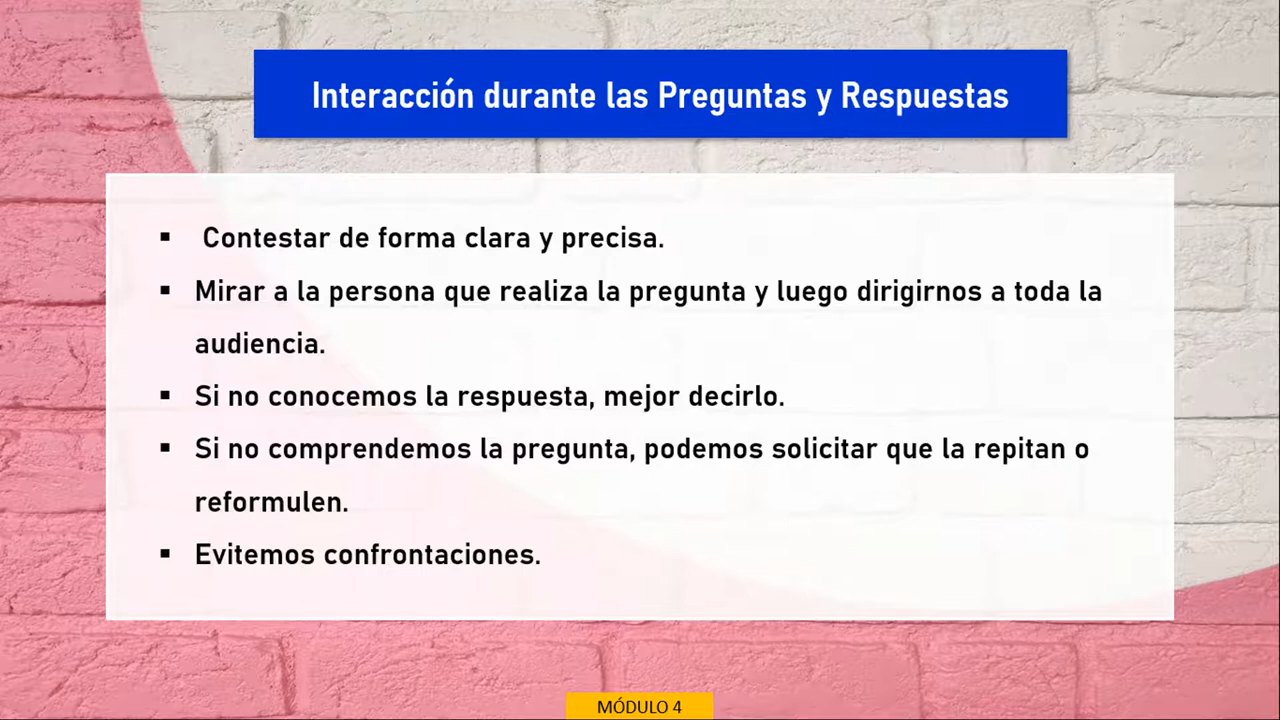 Interacción durante las Preguntas y Respuestas
▪ Contestar de forma clara y precisa.
▪ Mirar a la persona que realiza la pregunta y luego dirigirnos a toda la
audiencia.
▪ Si no conocemos la respuesta, mejor decirlo.
▪ Si no comprendemos la pregunta, podemos solicitar que la repitan o
reformulen.
▪ Evitemos confrontaciones.
MÓDULO 4